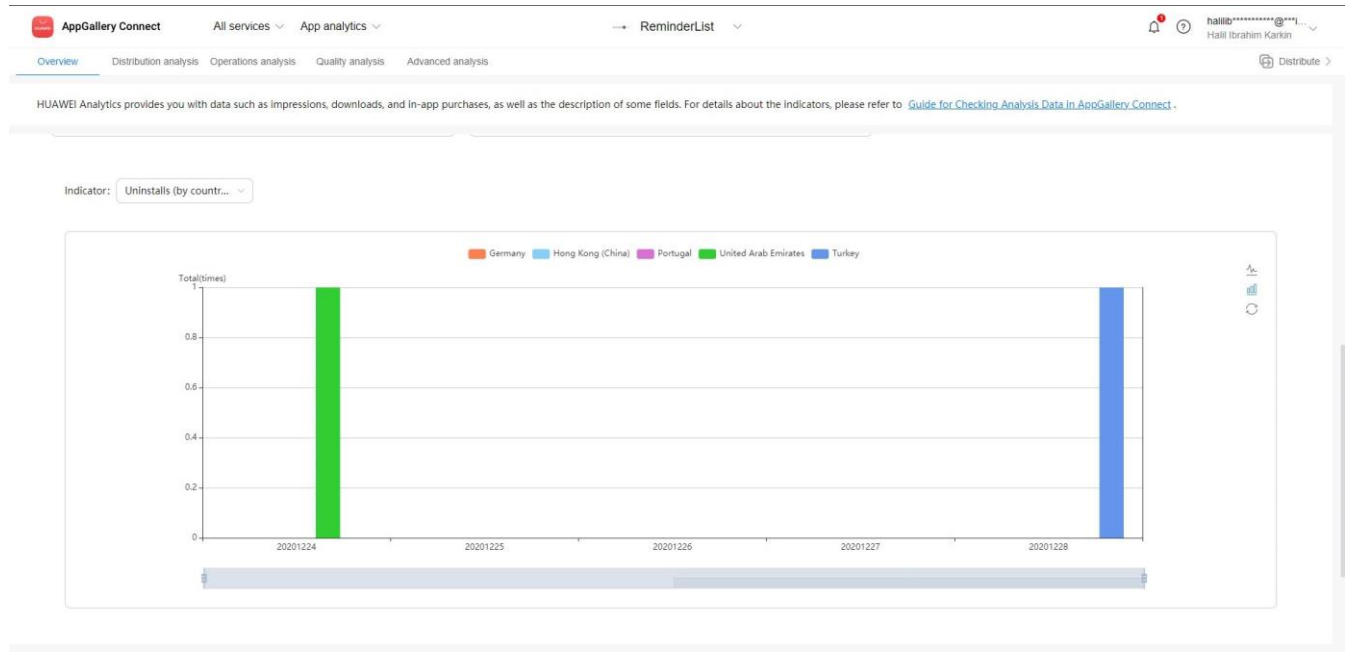 AppGallery Connect All services App analytics ReminderList 1 halilib***********@***i...
Halil Ibrahim Karkin
Overview Distribution analysis Operations analysis Quality analysis Advanced analysis Distribute
HUAWEI Analytics provides you with data such as impressions, downloads, and in-app purchases, as well as the description of some fields. For details about the indicators, please refer to Guide for Checking Analysis Data in AppGallery Connect .
Indicator: Uninstalls (by countr...
Germany Hong Kong (China) Portugal United Arab Emirates Turkey
Total(times)
1
0.8
0.6
0.4
0.2
0
20201224 20201225 20201226 20201227 20201228